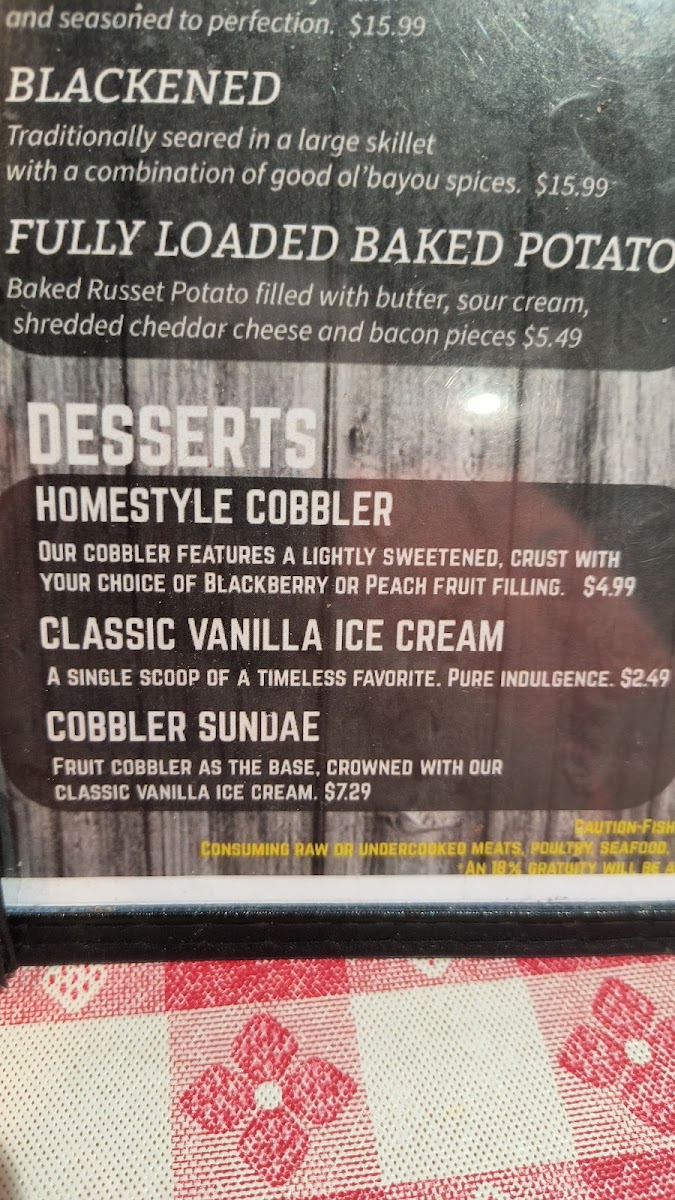 and seasoned to perfection. $15.99
BLACKENED
Traditionally seared in a large skillet
with a combination of good ol'bayou spices. $15.99
FULLY LOADED BAKED POTATO
Baked Russet Potato filled with butter, sour cream,
shredded cheddar cheese and bacon pieces $5.49
DESSERTS
HOMESTYLE COBBLER
OUR COBBLER FEATURES A LIGHTLY SWEETENED, CRUST WITH
YOUR CHOICE OF BLACKBERRY OR PEACH FRUIT FILLING. $4.99
CLASSIC VANILLA ICE CREAM
A SINGLE SCOOP OF A TIMELESS FAVORITE. PURE INDULGENCE. $2.49
COBBLER SUNDAE
FRUIT COBBLER AS THE BASE, CROWNED WITH OUR
CLASSIC VANILLA ICE CREAM. $7.29
CAUTION-FISH
CONSUMING RAW OR UNDERCOOKED MEATS, POULTRY, SEAFOOD,
*AN 18% GRATUITY WILL BE A